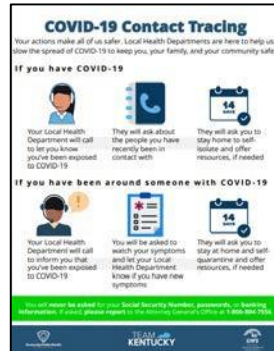 COVID-19 Contact Tracing
Your actions make all of us safer. Local Health Departments are here to help us
slow the spread of COVID-19 to keep you, your family, and your community safe.
If you have COVID-19
14
DAYS
Your Local Health
Department will call
to let you know
you've been exposed
to COVID-19
They will ask about
the people you have
recently been in
contact with
They will ask you to
stay home to self-
isolate and offer
resources, if needed
If you have been around someone with COVID-19
14
DAYS
Your Local Health
Department will call
to inform you that
you've been exposed
to COVID-19
You will be asked to
watch your symptoms
and let your Local
Health Department
know if you have new
symptoms
They will ask you to
stay at home and self-
quarantine and offer
resources, if needed
You will never be asked for your Social Security Number, passwords, or banking
information. If asked, please report to the Attorney General's Office at
TEAM
KENTUCKY